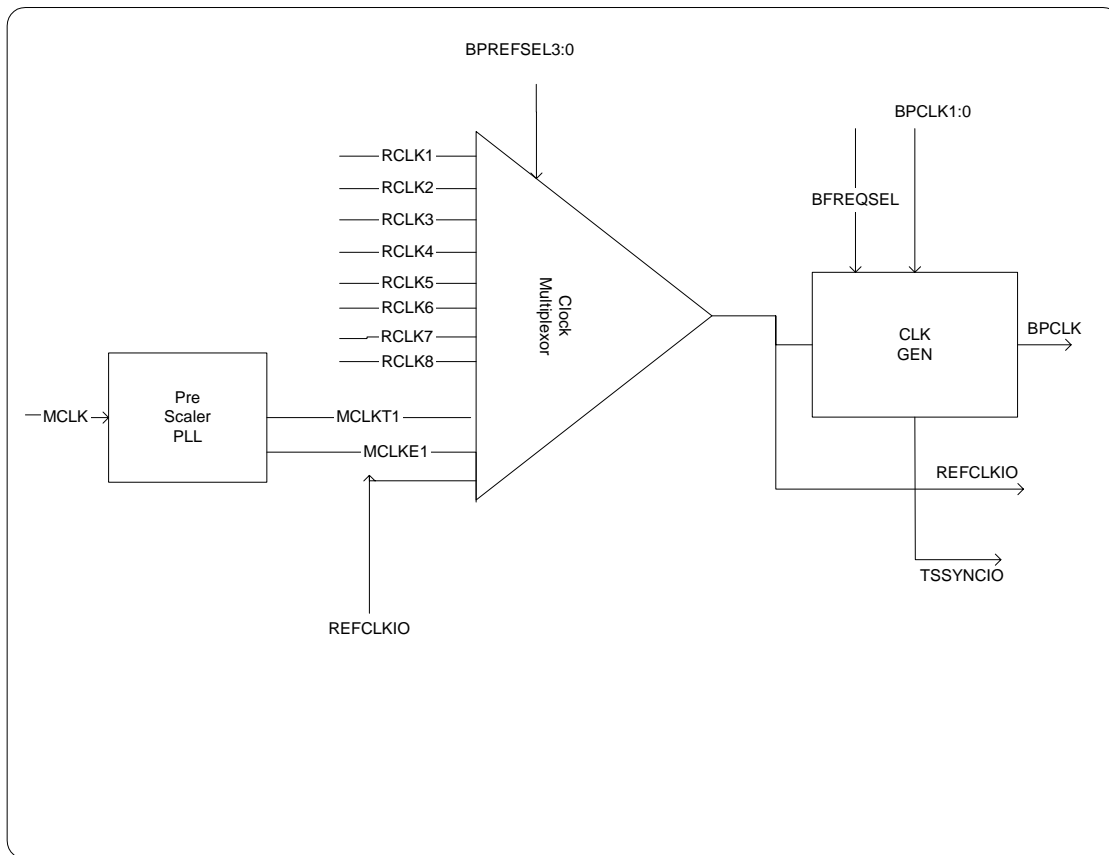 BPREFSEL3:0
BPCLK1:0
RCLK1
RCLK2
BFREQSEL
RCLK3
RCLK4
RCLK5
RCLK6
RCLK7
RCLK8
Clock
Multiplexor
CLK
GEN
BPCLK
MCLK
Pre
Scaler
PLL
MCLKT1
MCLKE1
REFCLKIO
TSSYNCIO
REFCLKIO